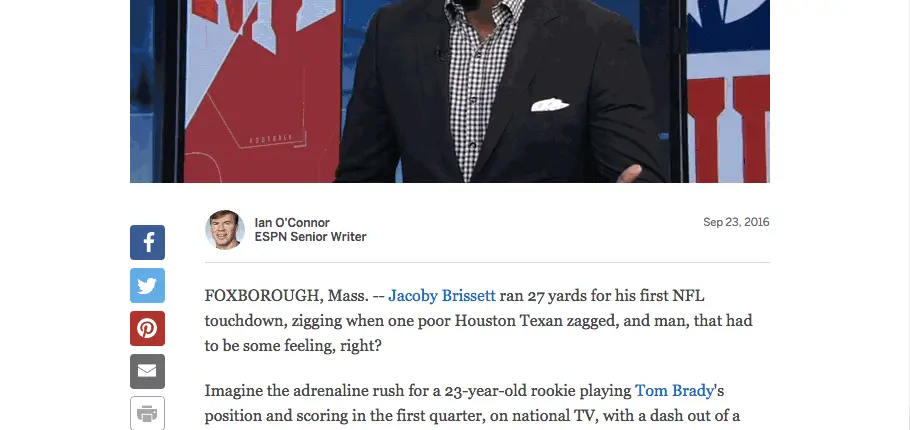 FOOTBALL
Ian O'Connor
ESPN Senior Writer
Sep 23, 2016
FOXBOROUGH, Mass. -- Jacoby Brissett ran 27 yards for his first NFL
touchdown, zigging when one poor Houston Texan zagged, and man, that had
to be some feeling, right?
Imagine the adrenaline rush for a 23-year-old rookie playing Tom Brady's
position and scoring in the first quarter, on national TV, with a dash out of a